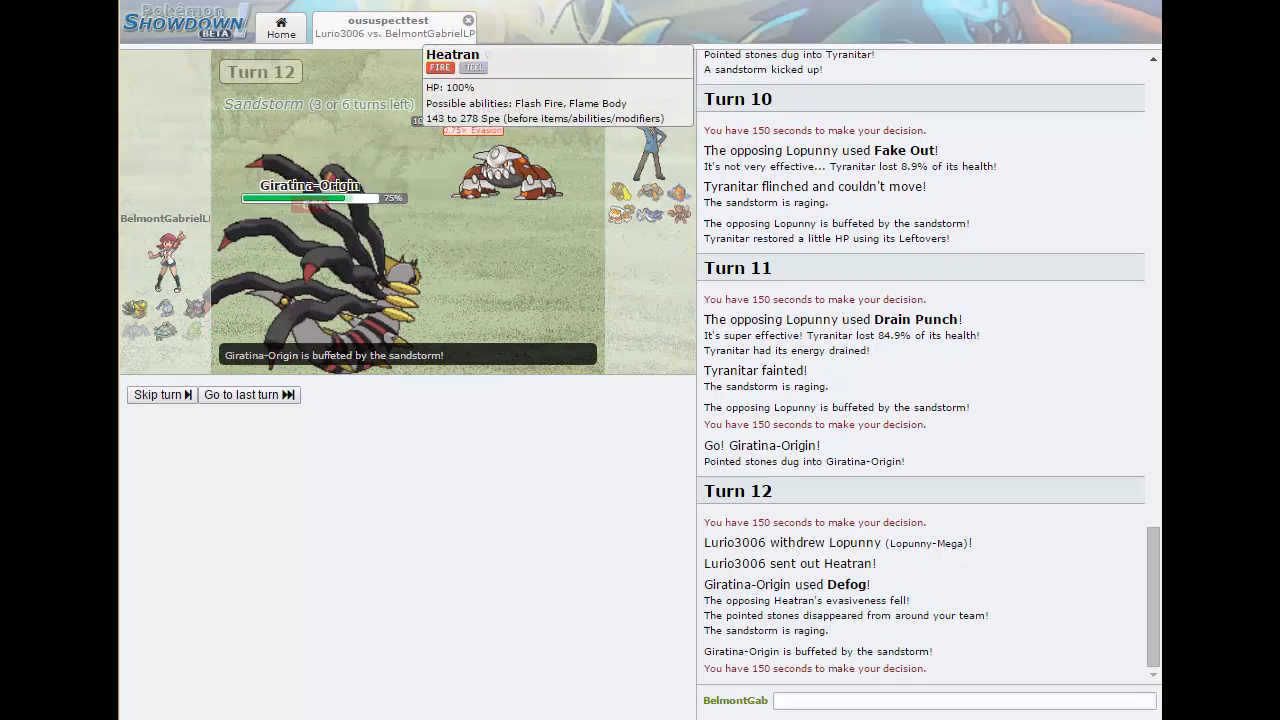 Pokémon
SHOWDOWN!
BETA
Home
oususpecttest
Lurio3006 vs. BelmontGabrielLP
Turn 12
Sandstorm (3 or 6 turns left)
Heatran
FIRE STEEL
HP: 100%
Possible abilities: Flash Fire, Flame Body
143 to 278 Spe (before items/abilities/modifiers)
0.75× Evasion
Giratina-Origin
75%
BelmontGabrielL
Giratina-Origin is buffeted by the sandstorm!
Skip turn Go to last turn
Pointed stones dug into Tyranitar!
A sandstorm kicked up!
Turn 10
You have 150 seconds to make your decision.
The opposing Lopunny used Fake Out!
It's not very effective... Tyranitar lost 8.9% of its health!
Tyranitar flinched and couldn't move!
The sandstorm is raging.
The opposing Lopunny is buffeted by the sandstorm!
Tyranitar restored a little HP using its Leftovers!
Turn 11
You have 150 seconds to make your decision.
The opposing Lopunny used Drain Punch!
It's super effective! Tyranitar lost 84.9% of its health!
Tyranitar had its energy drained!
Tyranitar fainted!
The sandstorm is raging.
The opposing Lopunny is buffeted by the sandstorm!
You have 150 seconds to make your decision.
Go! Giratina-Origin!
Pointed stones dug into Giratina-Origin!
Turn 12
You have 150 seconds to make your decision.
Lurio3006 withdrew Lopunny (Lopunny-Mega)!
Lurio3006 sent out Heatran!
Giratina-Origin used Defog!
The opposing Heatran's evasiveness fell!
The pointed stones disappeared from around your team!
The sandstorm is raging.
Giratina-Origin is buffeted by the sandstorm!
You have 150 seconds to make your decision.
BelmontGab